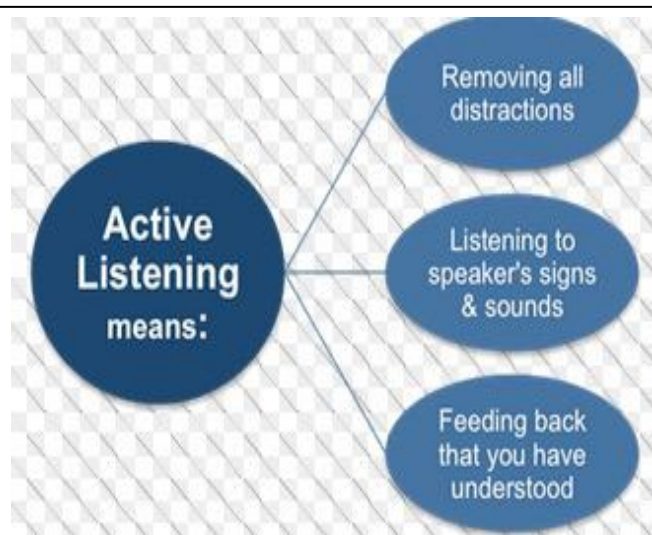 Active
Listening
means:
Removing all
distractions
Listening to
speaker's signs
& sounds
Feeding back
that you have
understood